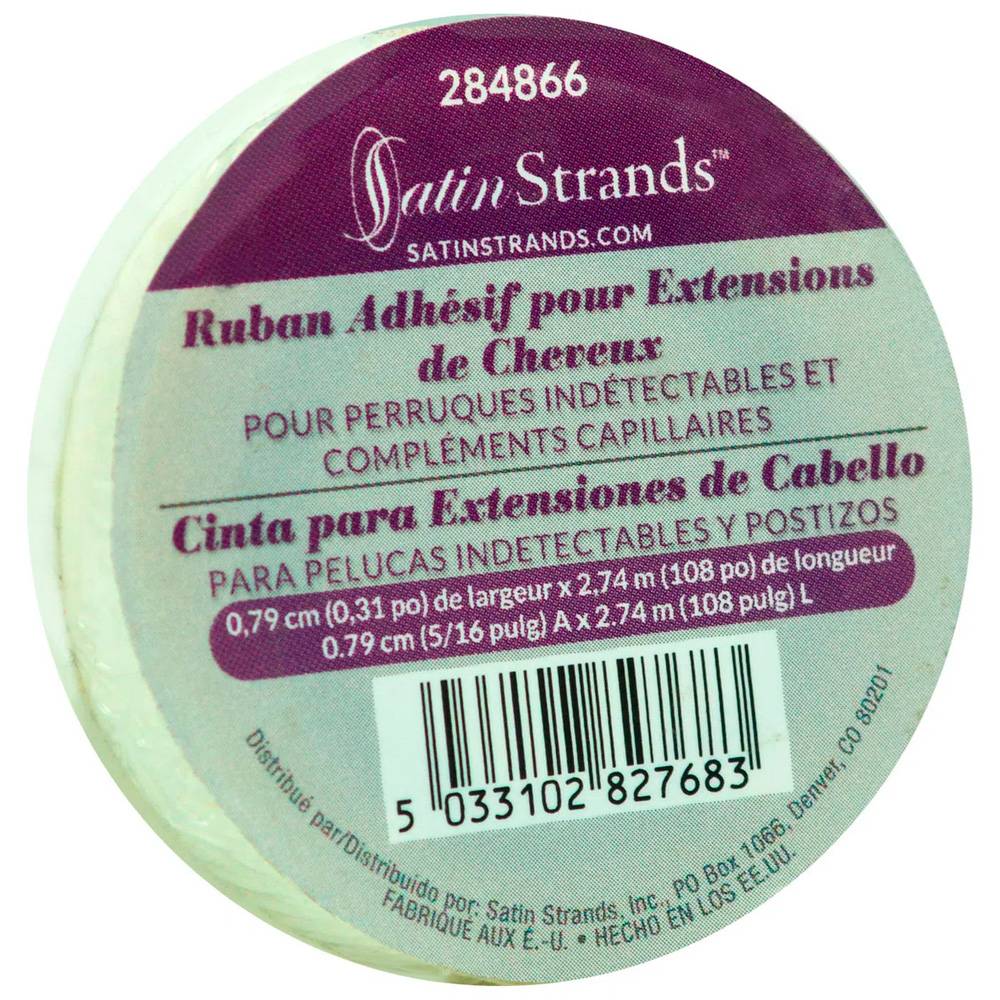 284866
Satin Strands™
SATINSTRANDS.COM
Ruban Adhésif pour Extensions
de Cheveux
POUR PERRUQUES INDÉTECTABLES ET
COMPLÉMENTS CAPILLAIRES
Cinta para Extensiones de Cabello
PARA PELUCAS INDETECTABLES Y POSTIZOS
0,79 cm (0,31 po) de largeur x 2,74 m (108 po) de longueur
0.79 cm (5/16 pulg) A x 2.74 m (108 pulg) L
5 033102 827683
Distribué par/Distribuido por: Satin Strands, Inc., PO Box 1066, Denver, CO 80201
FABRIQUÉ AUX É.-U. • HECHO EN LOS EE.UU.